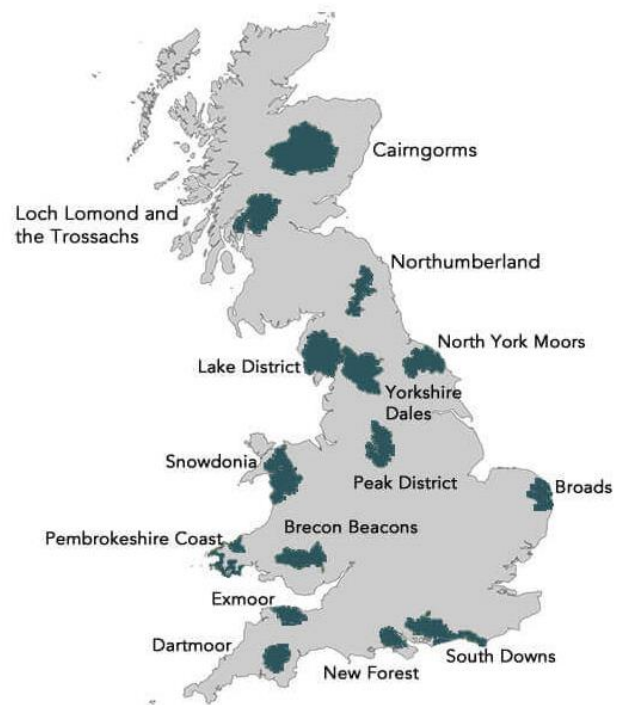 Cairngorms
Loch Lomond and
the Trossachs
Northumberland
North York Moors
Lake District
Yorkshire
Dales
Snowdonia
Peak District
Broads
Pembrokeshire Coast
Brecon Beacons
Exmoor
Dartmoor
New Forest
South Downs